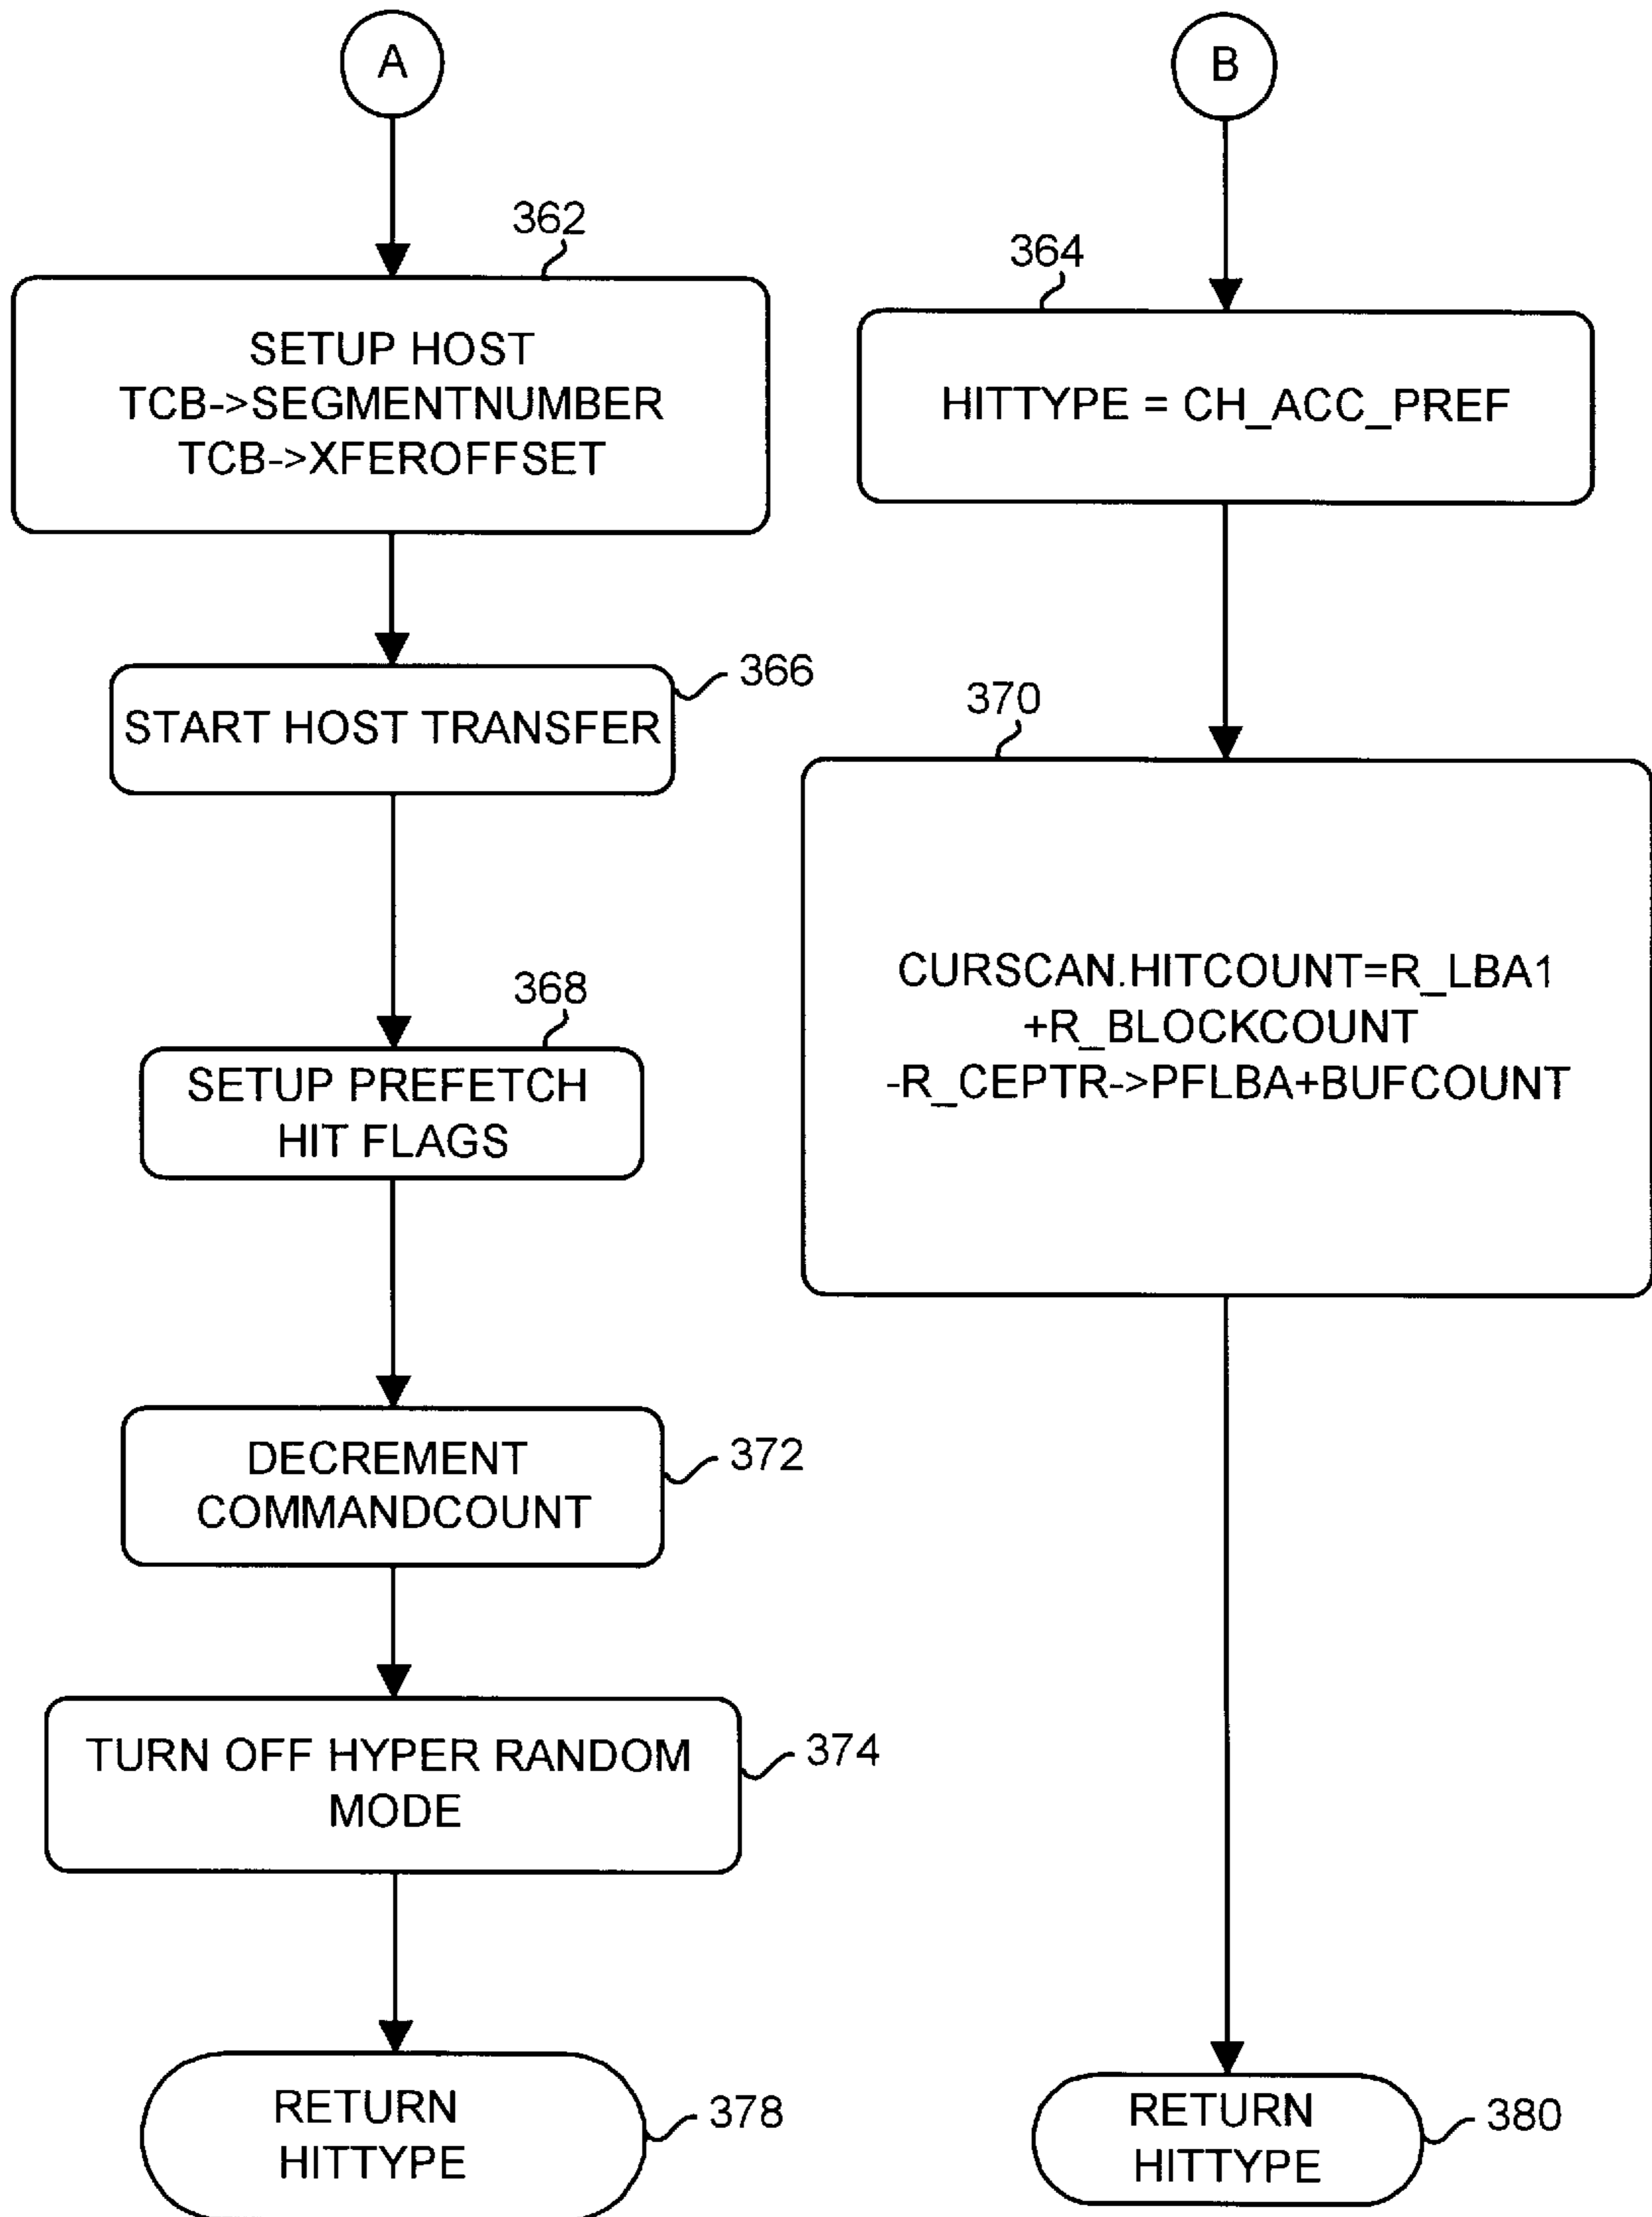 A
362
SETUP HOST
TCB->SEGMENTNUMBER
TCB->XFEROFFSET
366
START HOST TRANSFER
368
SETUP PREFETCH
HIT FLAGS
372
DECREMENT
COMMANDCOUNT
374
TURN OFF HYPER RANDOM
MODE
378
RETURN
HITTYPE
B
364
HITTYPE = CH_ACC_PREF
370
CURSCAN.HITCOUNT=R_LBA1
+R_BLOCKCOUNT
-R_CEPTR->PFLBA+BUFCOUNT
380
RETURN
HITTYPE